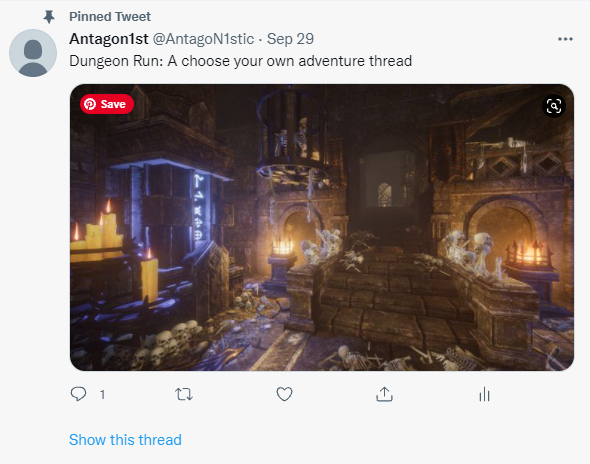 Pinned Tweet
Antagon1st @AntagoN1stic · Sep 29
Dungeon Run: A choose your own adventure thread
Save
1
Show this thread